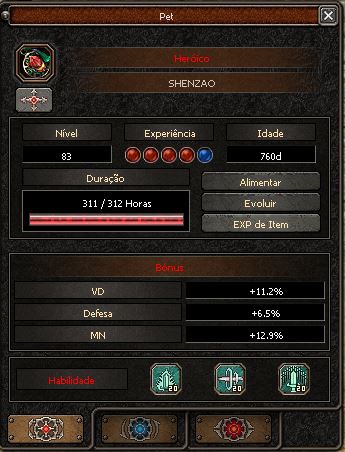 Pet
Heróico
SHENZAO
Nível
Experiência
Idade
83
760d
Duração
311 / 312 Horas
Alimentar
Evoluir
EXP de Item
Bónus
VD
+11.2%
Defesa
+6.5%
MN
+12.9%
Habilidade
20
20
20